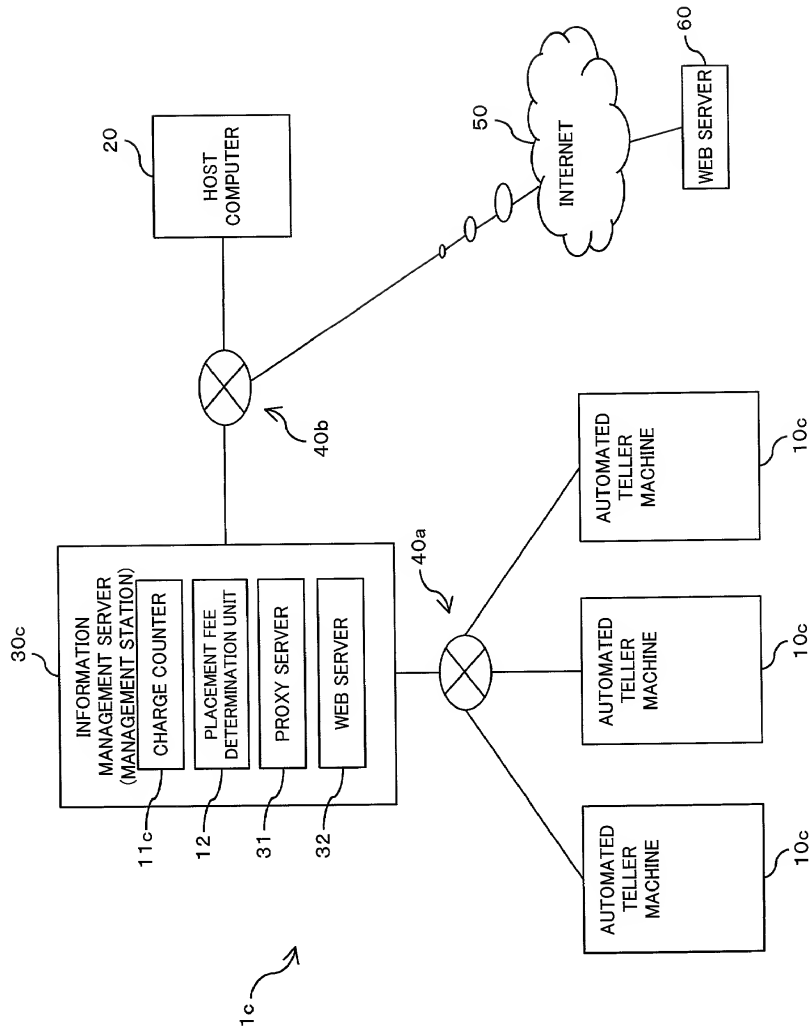 1c
30c
INFORMATION
MANAGEMENT SERVER
(MANAGEMENT STATION)
CHARGE COUNTER
11c
PLACEMENT FEE
DETERMINATION UNIT
12
PROXY SERVER
31
WEB SERVER
32
20
HOST
COMPUTER
40b
50
INTERNET
60
WEB SERVER
40a
AUTOMATED
TELLER
MACHINE
10c
AUTOMATED
TELLER
MACHINE
10c
AUTOMATED
TELLER
MACHINE
10c